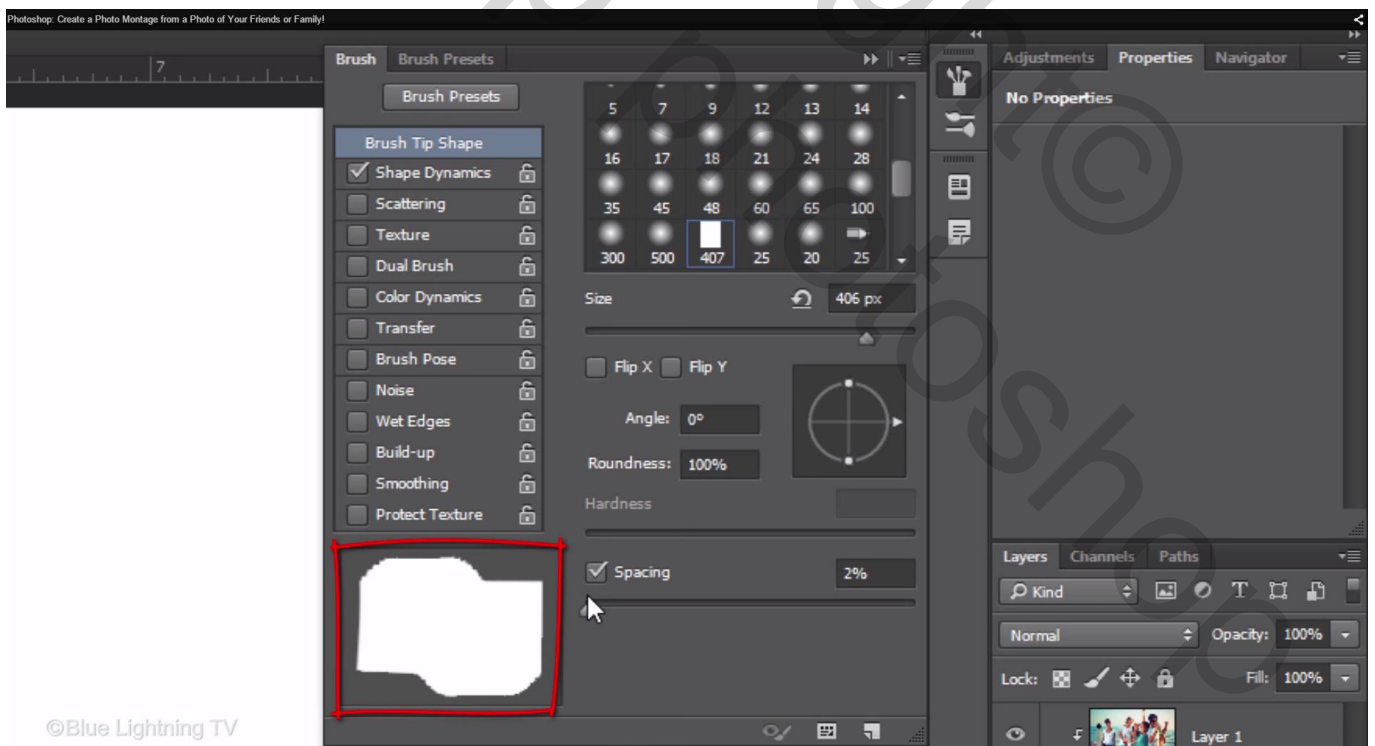 Photoshop: Create a Photo Montage from a Photo of Your Friends or Family!
7
Brush Brush Presets
Brush Presets
Brush Tip Shape
Shape Dynamics
Scattering
Texture
Dual Brush
Color Dynamics
Transfer
Brush Pose
Noise
Wet Edges
Build-up
Smoothing
Protect Texture
5 7 9 12 13 14
16 17 18 21 24 28
35 45 48 60 65 100
300 500 407 25 20 25
Size 406 px
Flip X Flip Y
Angle: 0º
Roundness: 100%
Hardness
Spacing 2%
Adjustments Properties Navigator
No Properties
Layers Channels Paths
Kind
Normal Opacity: 100%
Lock: Fill: 100%
Layer 1
©Blue Lightning TV
photoshop